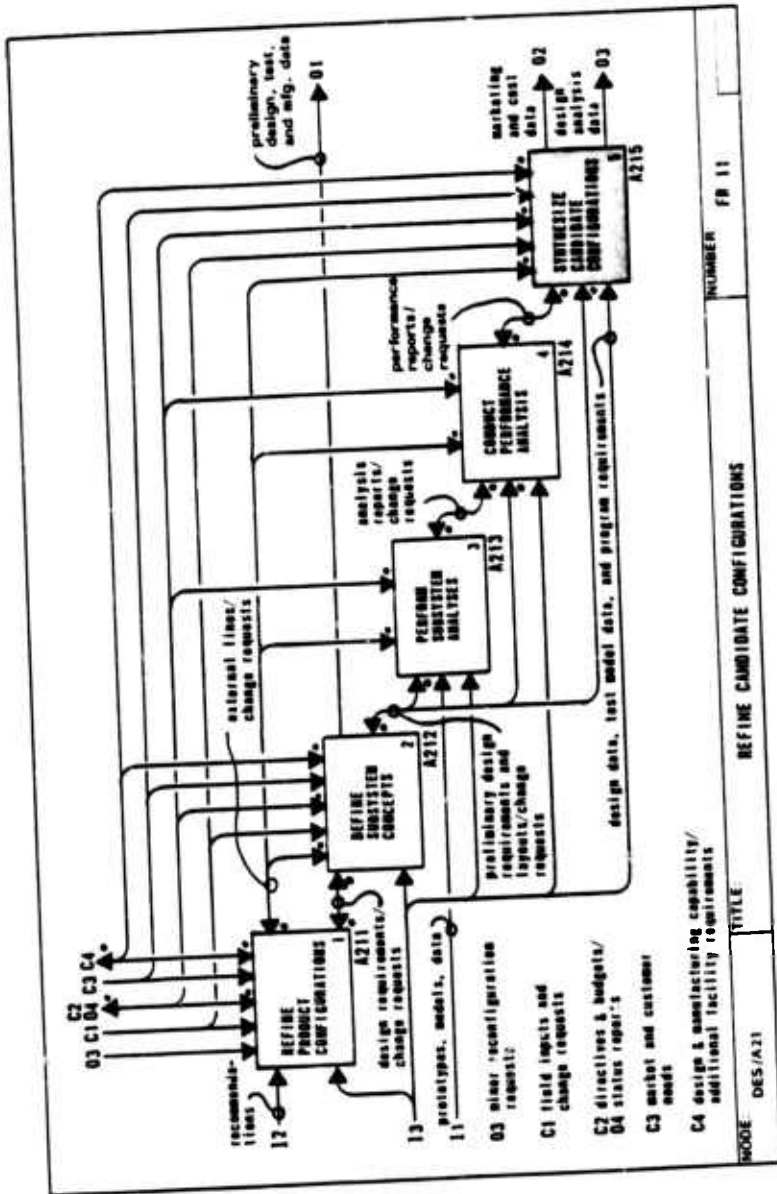 O3 C1
C2
O4
C3
C4
recommenda-
tions
I2
REFINE
PRODUCT
CONFIGURATIONS
1
A211
external lines/
change requests
design requirements/
change requests
DEFINE
SUBSYSTEM
CONCEPTS
2
A212
preliminary design
requirements and
layouts/change
requests
PERFORM
SUBSYSTEM
ANALYSES
3
A213
analysis
reports/
change
requests
CONDUCT
PERFORMANCE
ANALYSIS
4
A214
performance
reports/
change
requests
SYNTHESIZE
CANDIDATE
CONFIGURATIONS
5
A215
preliminary
design, test,
and mfg. data
O1
marketing
and cost
data
O2
design
analysis
data
O3
I3
prototypes, models, data
I1
design data, test model data, and program requirements
O3 minor reconfiguration
requests
C1 field inputs and
change requests
C2 directives & budgets/
O4 status reports
C3 market and customer
needs
C4 design & manufacturing capability/
additional facility requirements
NODE: DES/A21
TITLE: REFINE CANDIDATE CONFIGURATIONS
NUMBER FR 11